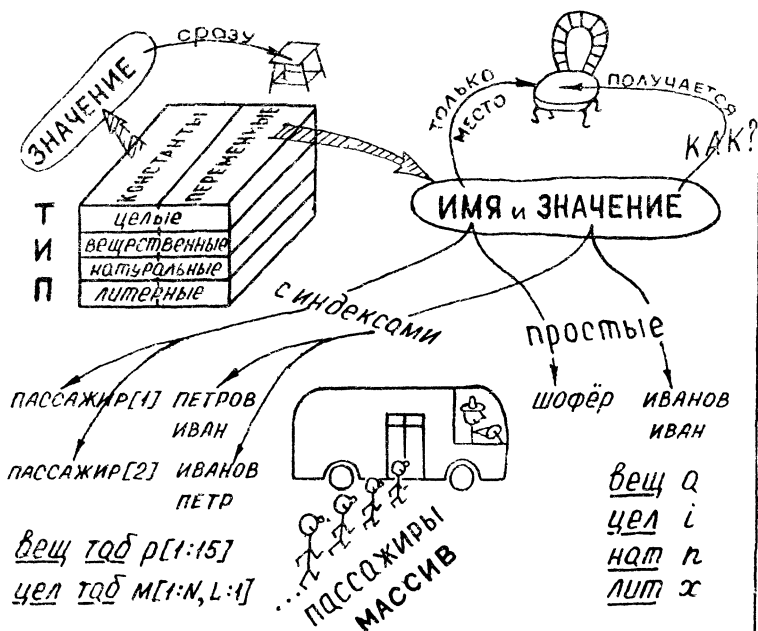 ЗНАЧЕНИЕ
сразу
КОНСТАНТЫ
ПЕРЕМЕННЫЕ
ТИП
целые
вещественные
натуральные
литерные
ТОЛЬКО
МЕСТО
ПОЛУЧАЕТСЯ
КАК?
ИМЯ и ЗНАЧЕНИЕ
с индексами
простые
ПАССАЖИР[1] ПЕТРОВ
ИВАН
ПАССАЖИР[2] ИВАНОВ
ПЕТР
ШОФЁР ИВАНОВ
ИВАН
вещ таб p[1:15]
цел таб M[1:N, L:1]
...пассажиры
МАССИВ
вещ a
цел i
нат n
лит x